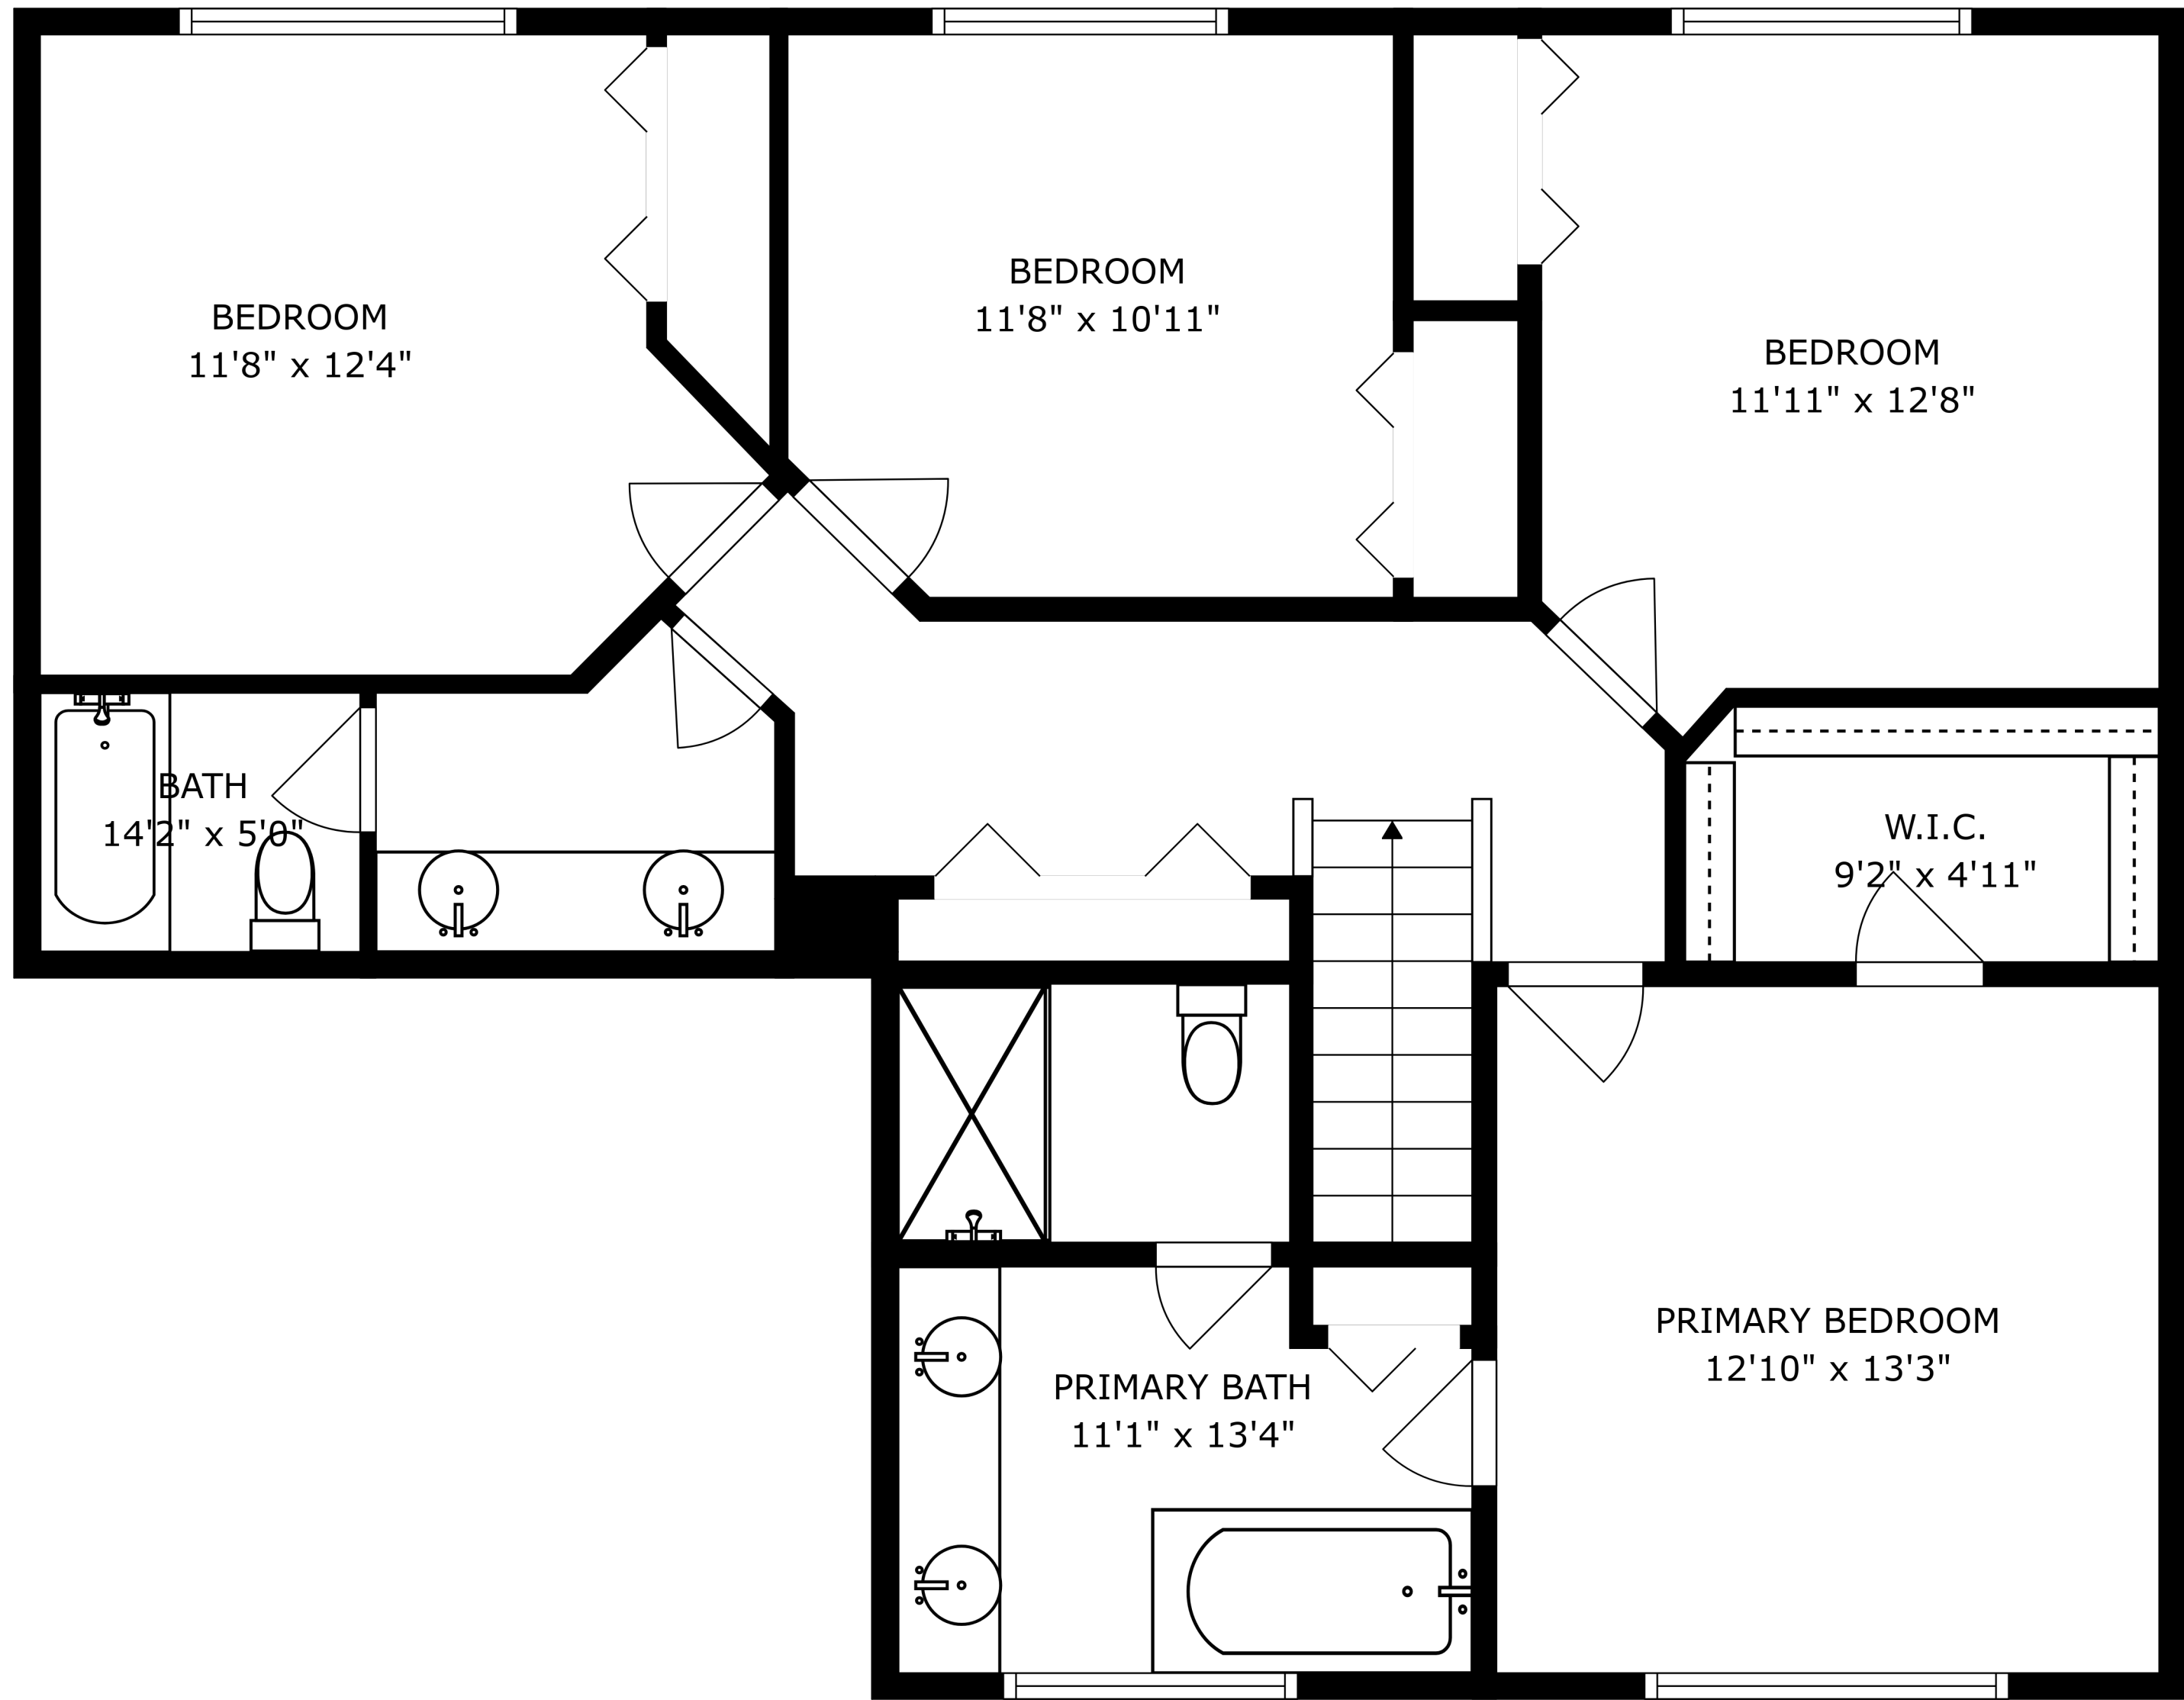 BEDROOM
11'8" x 12'4"
BEDROOM
11'8" x 10'11"
BEDROOM
11'11" x 12'8"
BATH
14'2" x 5'0"
W.I.C.
9'2" x 4'11"
PRIMARY BATH
11'1" x 13'4"
PRIMARY BEDROOM
12'10" x 13'3"